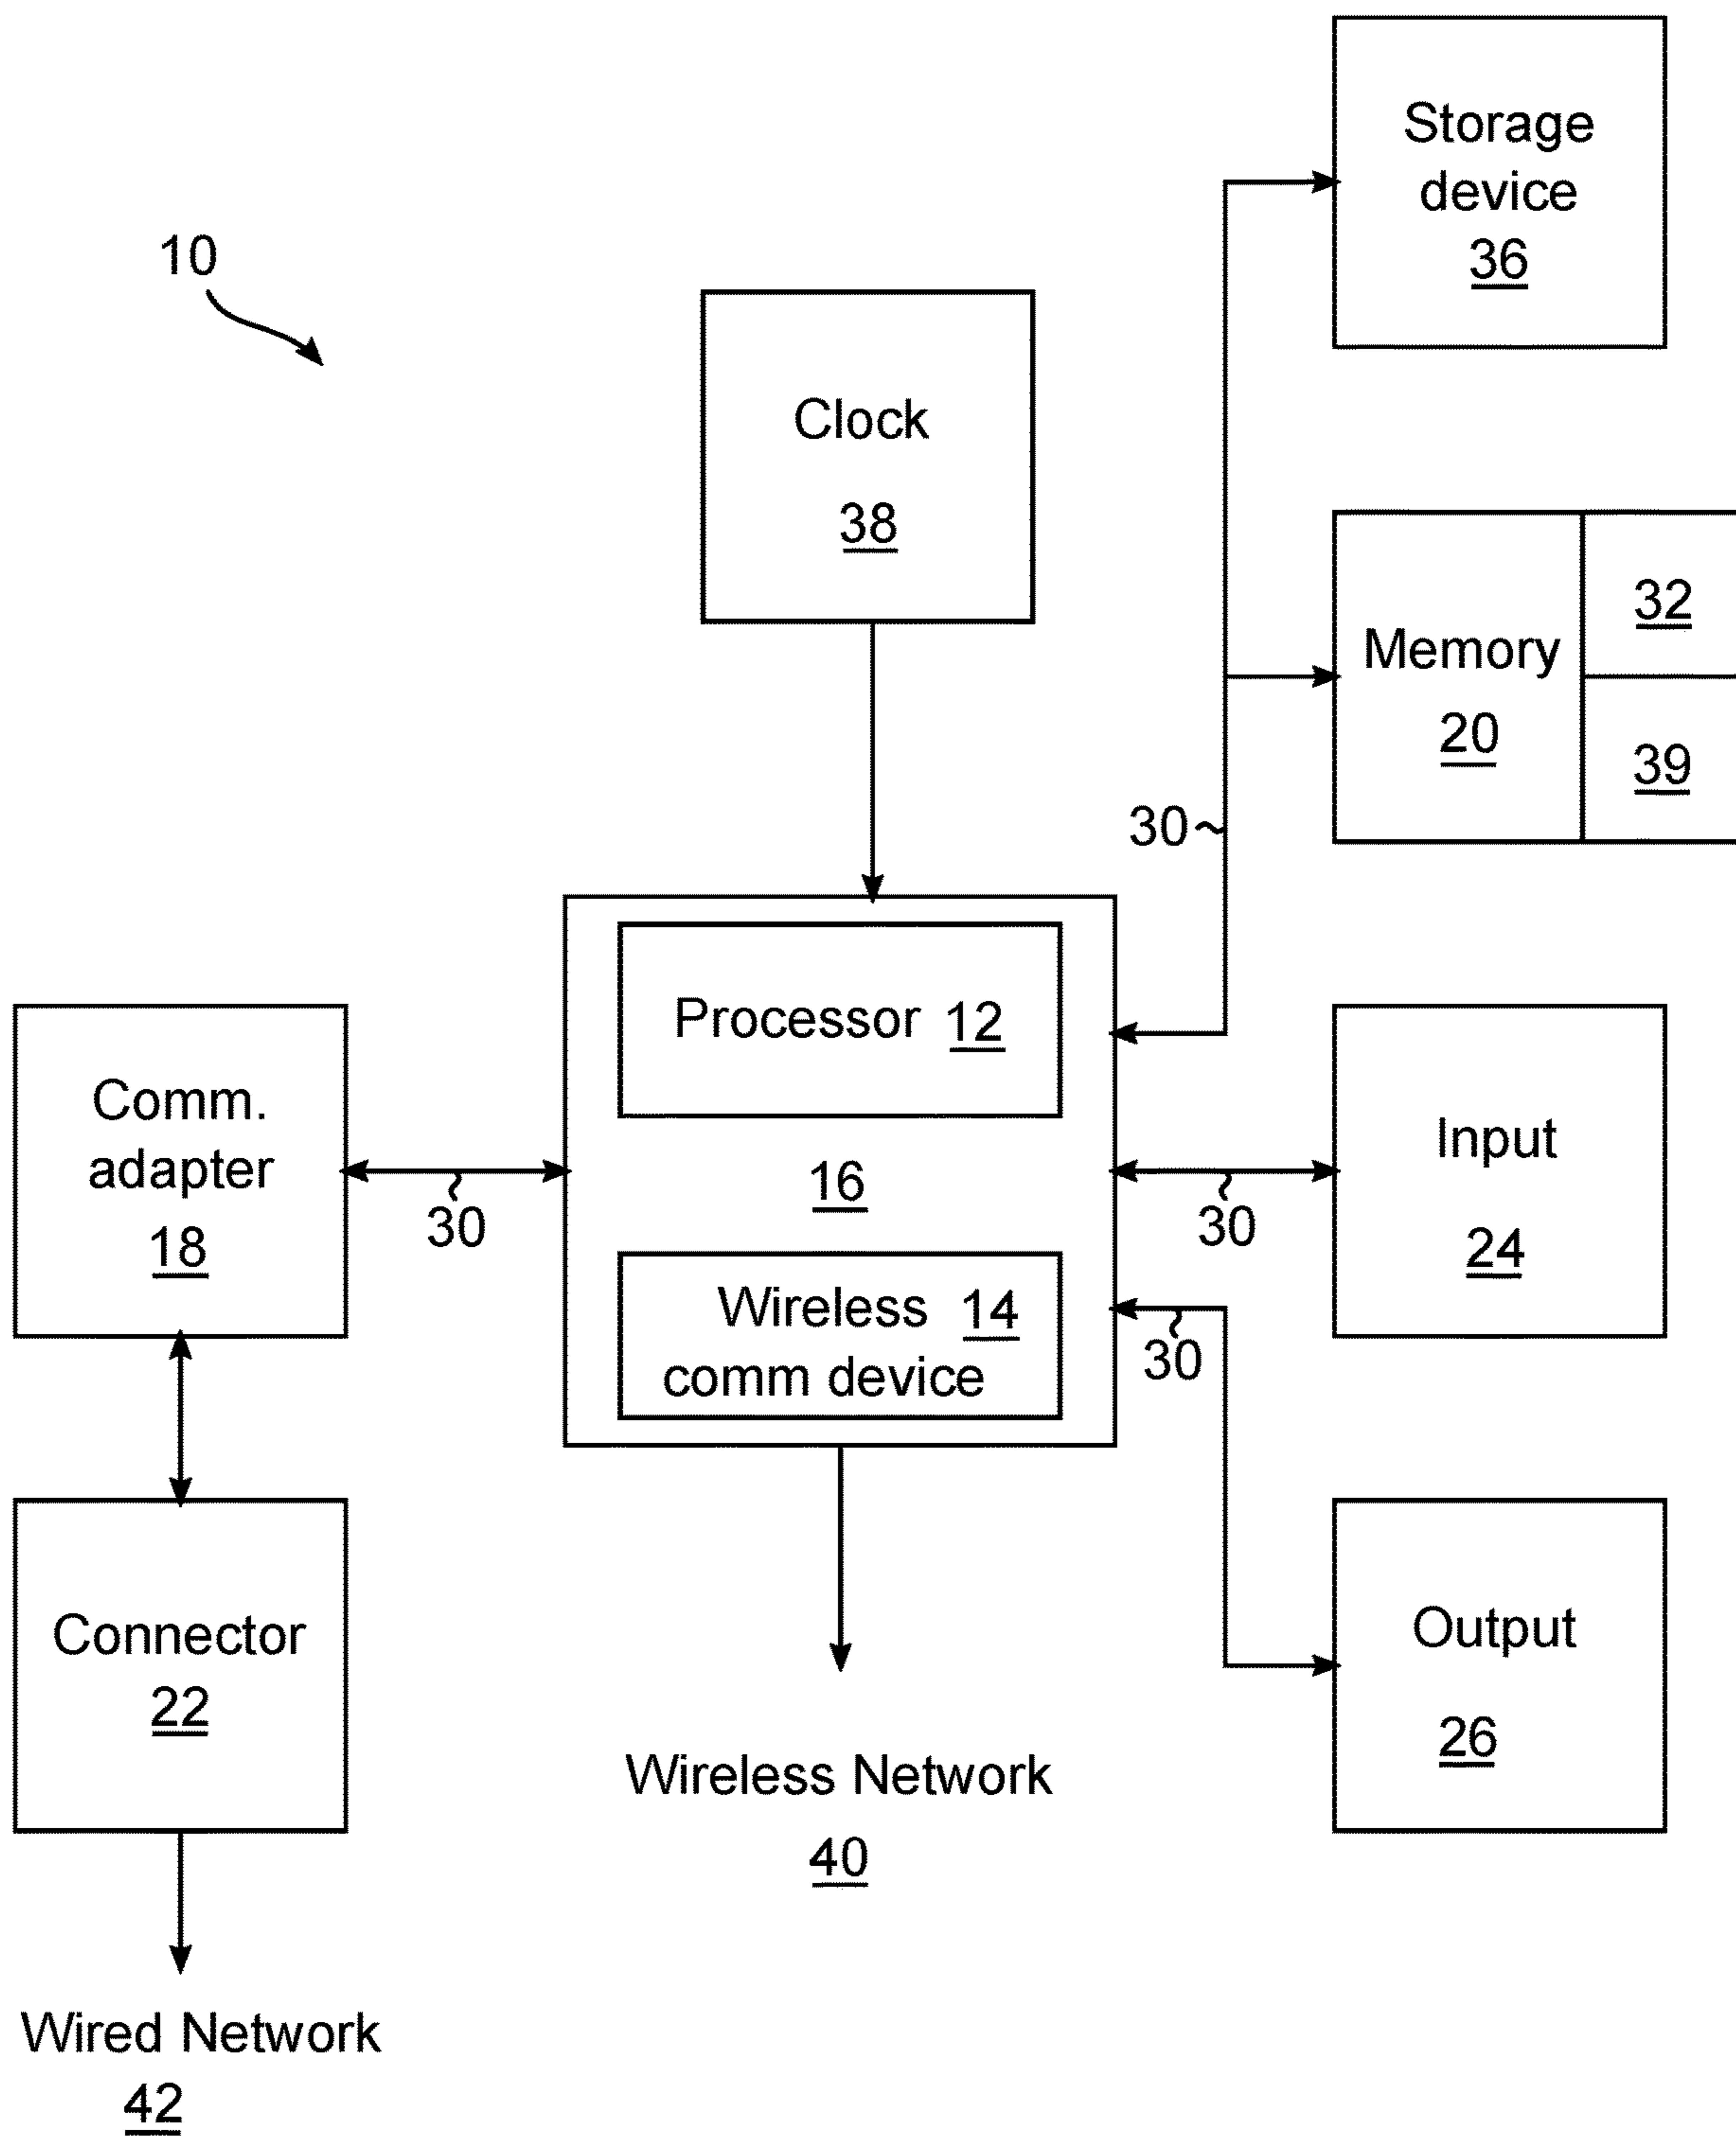 Storage
device
36
10
Clock
38
32
Memory
20
39
30
Processor 12
Comm.
adapter
18
30
16
30
Input
24
Wireless 14
comm device
30
Connector
22
Output
26
Wireless Network
40
Wired Network
42